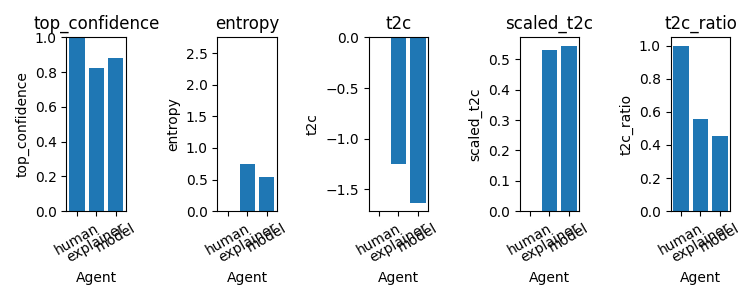 top_confidence
entropy
t2c
scaled_t2c
t2c_ratio
top_confidence
1.0
0.8
0.6
0.4
0.2
0.0
human
explainer
model
Agent
entropy
2.5
2.0
1.5
1.0
0.5
0.0
human
explainer
model
Agent
t2c
0.0
−0.5
−1.0
−1.5
human
explainer
model
Agent
scaled_t2c
0.5
0.4
0.3
0.2
0.1
0.0
human
explainer
model
Agent
t2c_ratio
1.0
0.8
0.6
0.4
0.2
0.0
human
explainer
model
Agent